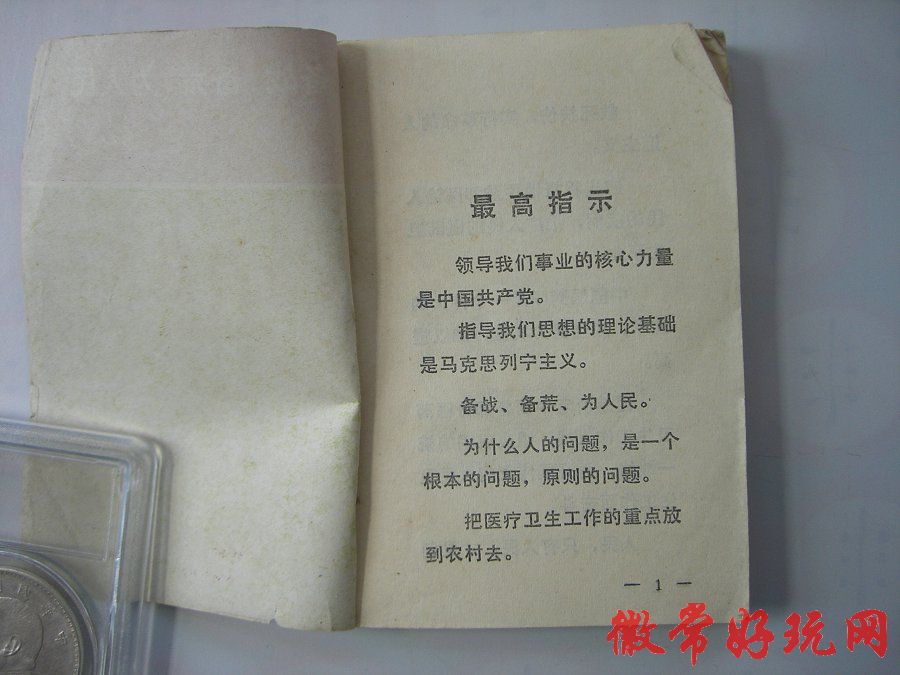 最高指示
领导我们事业的核心力量
是中国共产党。
指导我们思想的理论基础
是马克思列宁主义。
备战、备荒、为人民。
为什么人的问题，是一个
根本的问题，原则的问题。
把医疗卫生工作的重点放
到农村去。
— 1 —
徽常好玩网